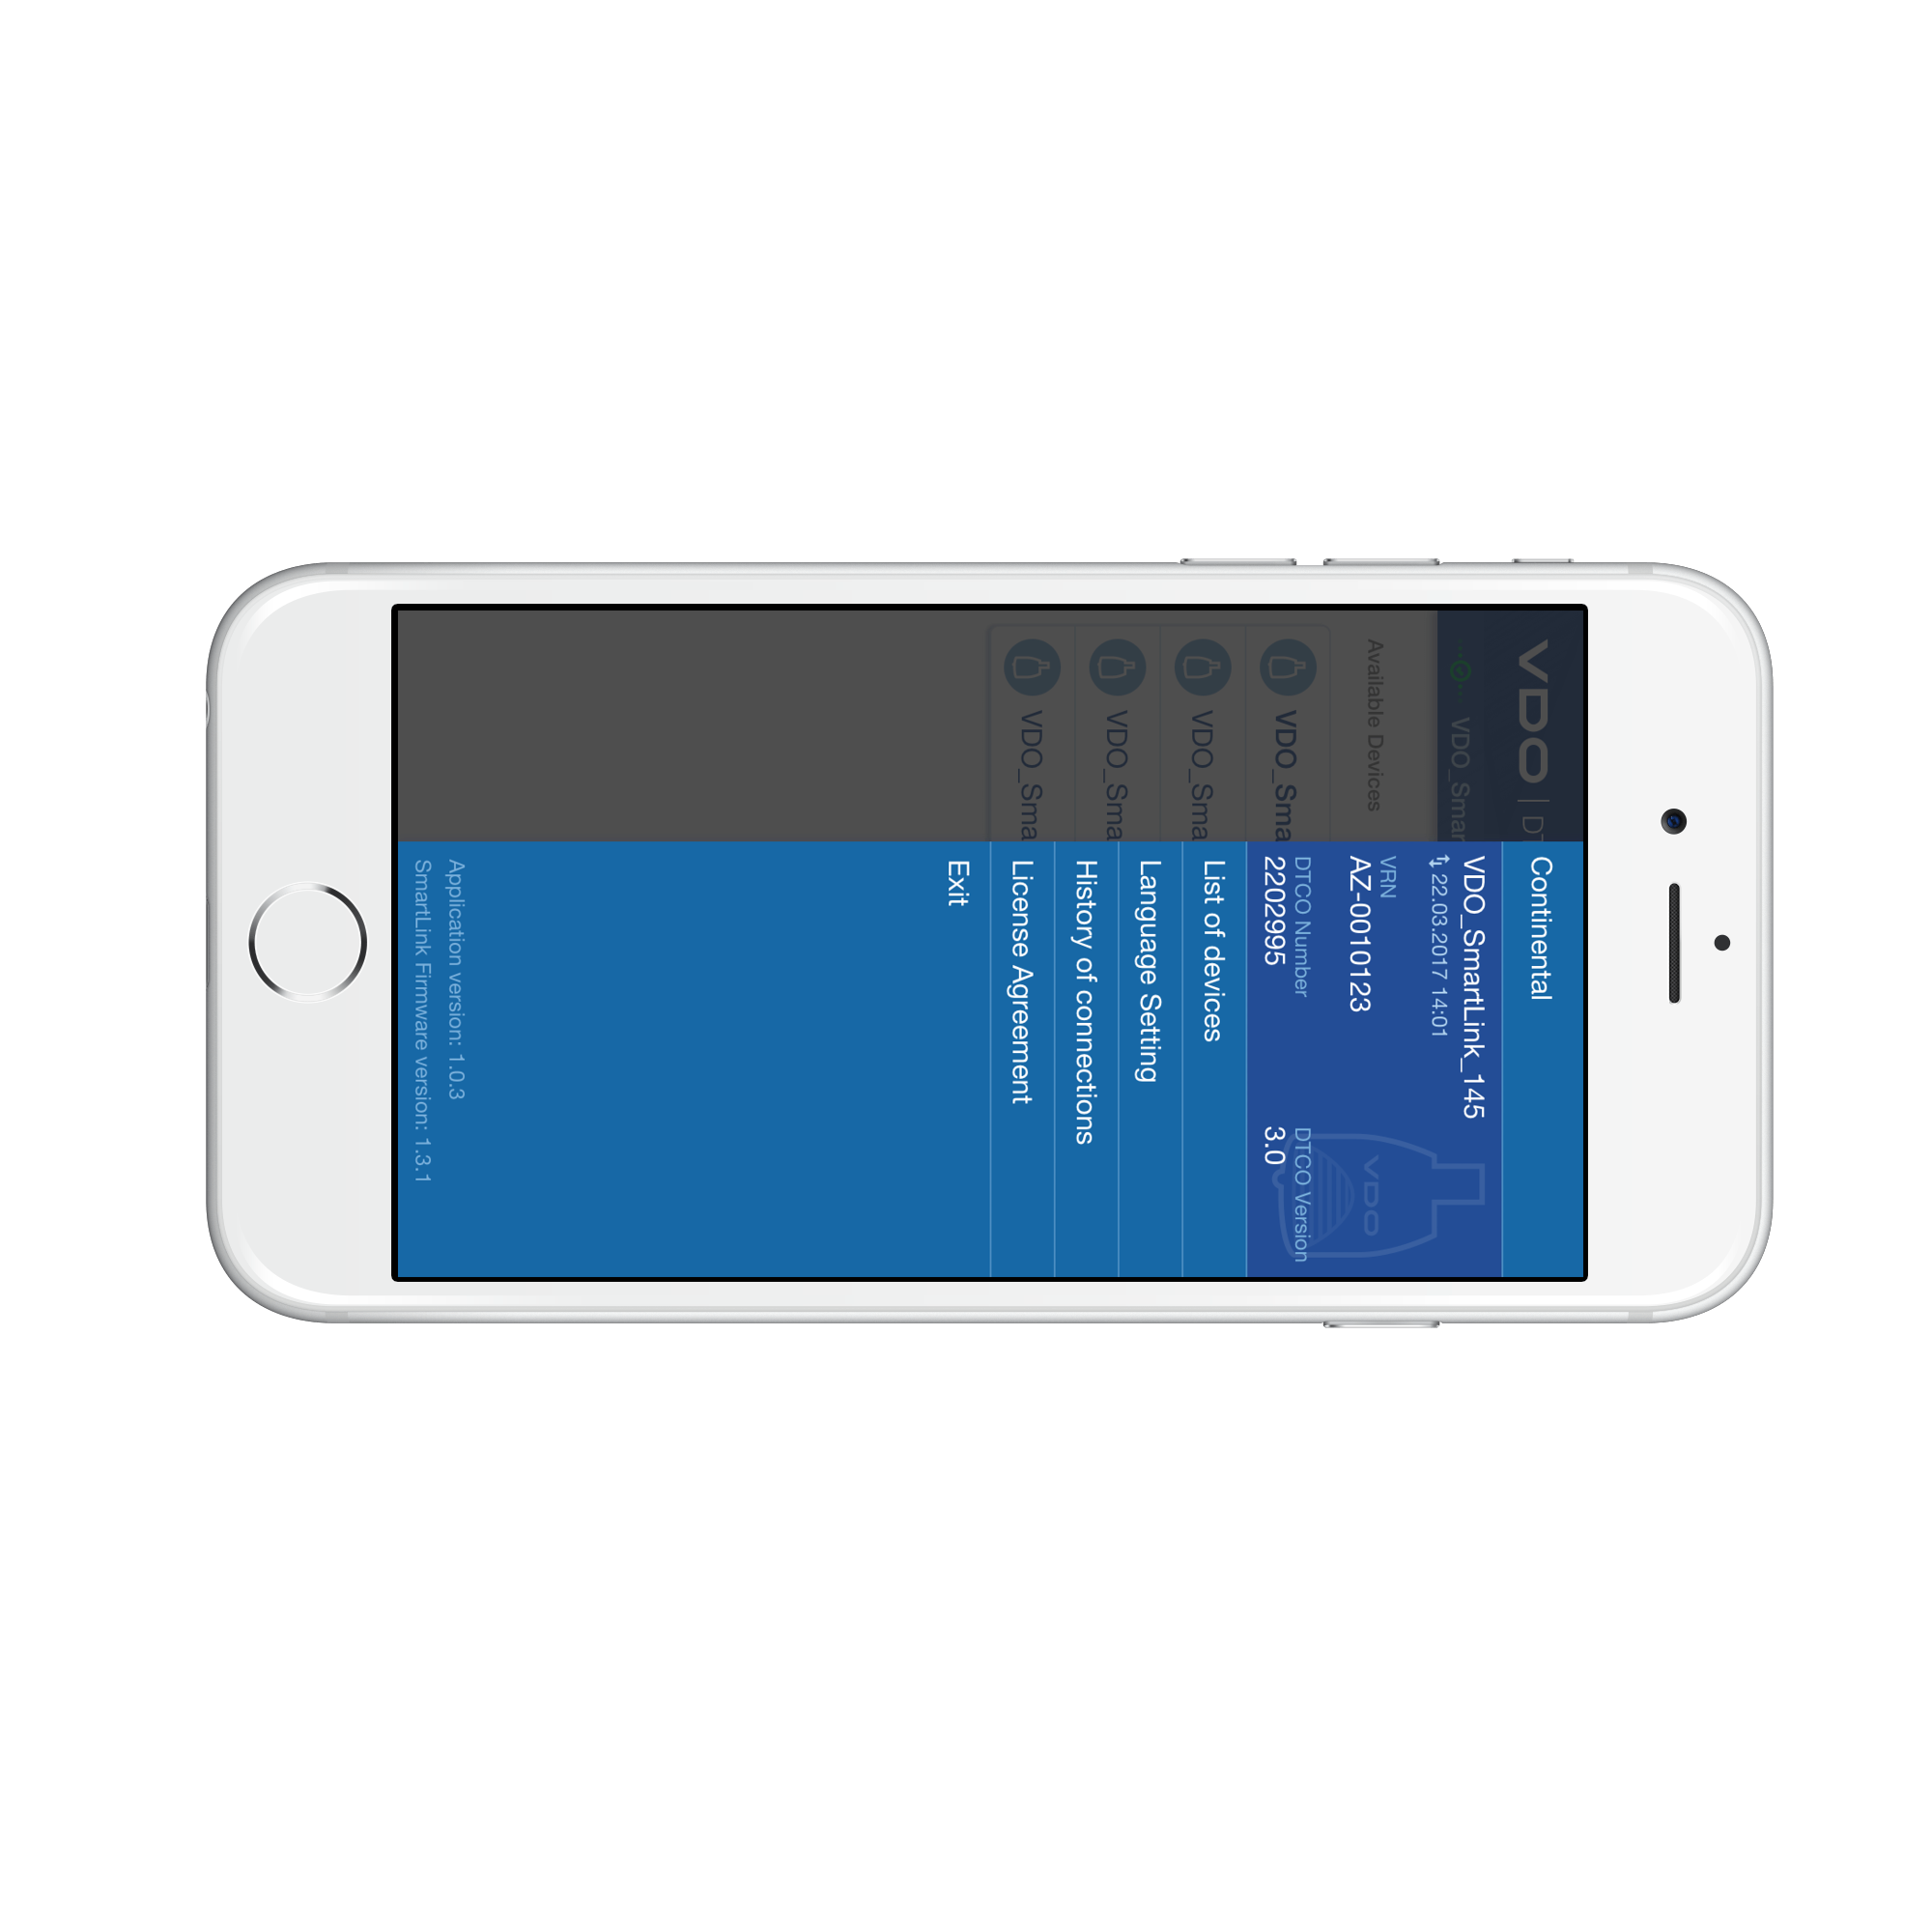 VDO | DT
VDO_Smar
Available Devices
VDO_Sma
VDO_Sma
VDO_Sma
VDO_Sma
Continental
VDO_SmartLink_145
22.03.2017 14:01
VRN
AZ-0010123
DTCO Number DTCO Version
2202995 3.0
VDO
List of devices
Language Setting
History of connections
License Agreement
Exit
Application version: 1.0.3
SmartLink Firmware version: 1.3.1